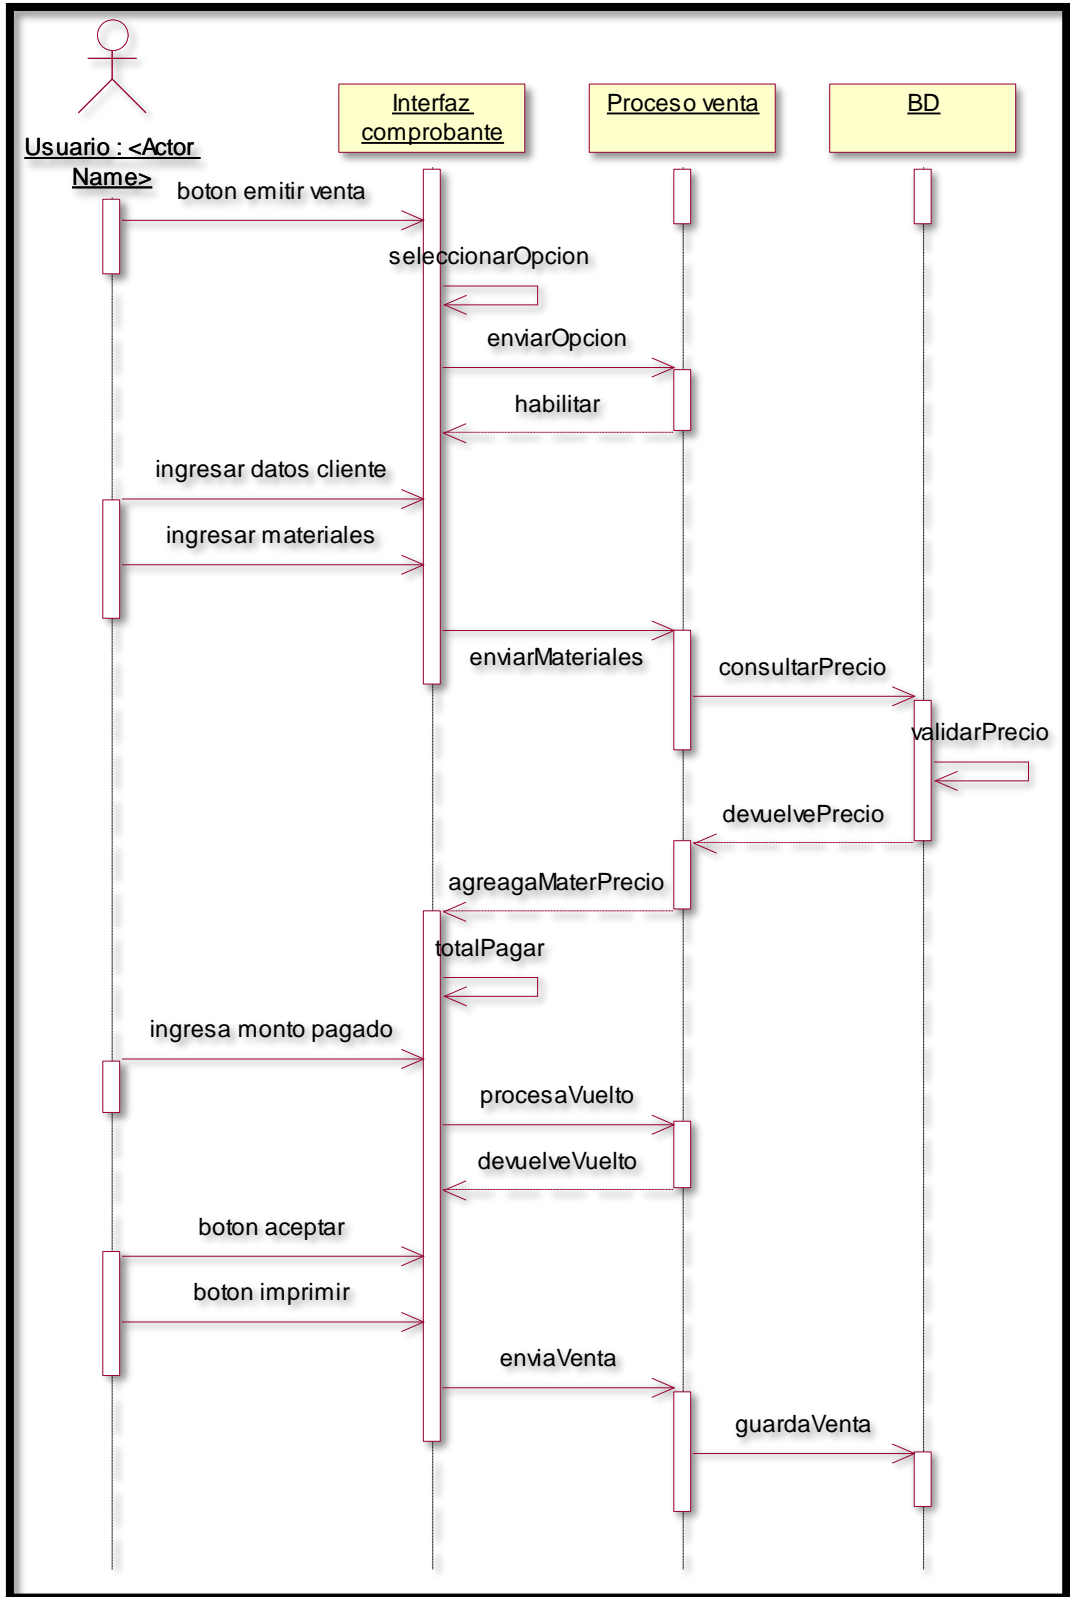 Interfaz
comprobante
Proceso venta
BD
Usuario : <Actor
Name>
boton emitir venta
seleccionarOpcion
enviarOpcion
habilitar
ingresar datos cliente
ingresar materiales
enviarMateriales
consultarPrecio
validarPrecio
devuelvePrecio
agreagaMaterPrecio
totalPagar
ingresa monto pagado
procesaVuelto
devuelveVuelto
boton aceptar
boton imprimir
enviaVenta
guardaVenta